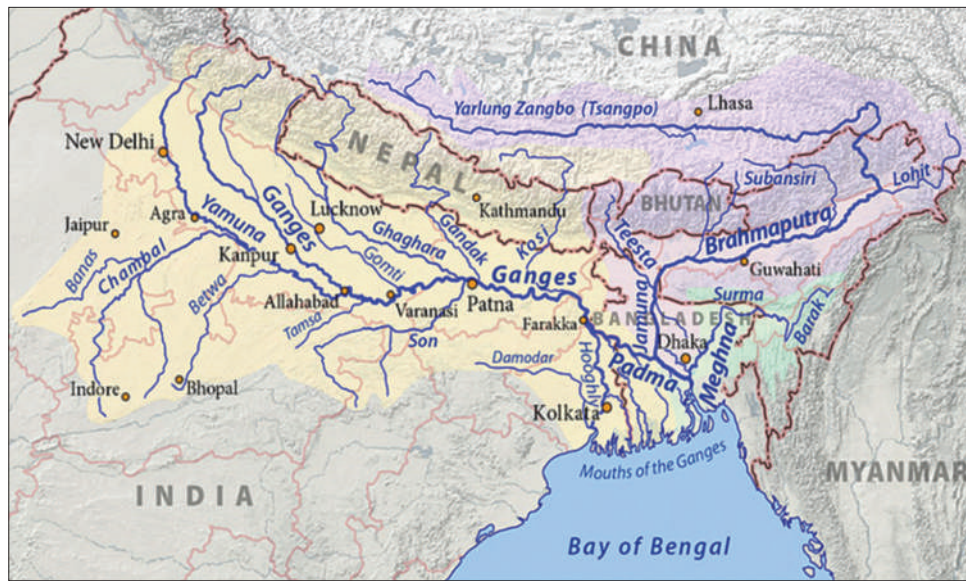 CHINA
Yarlung Zangbo (Tsangpo)
Lhasa
New Delhi
NEPAL
Subansiri
Lohit
BHUTAN
Kathmandu
Jaipur
Agra
Yamuna
Ganges
Lucknow
Ghaghara
Gandak
Kosi
Teesta
Brahmaputra
Guwahati
Banas
Chambal
Kanpur
Gomti
Ganges
Betwa
Allahabad
Varanasi
Patna
Surma
Barak
Tamsa
Son
Farakka
BANGLADESH
Jamuna
Dhaka
Meghna
Padma
Damodar
Hooghly
Indore
Bhopal
Kolkata
Mouths of the Ganges
INDIA
MYANMAR
Bay of Bengal